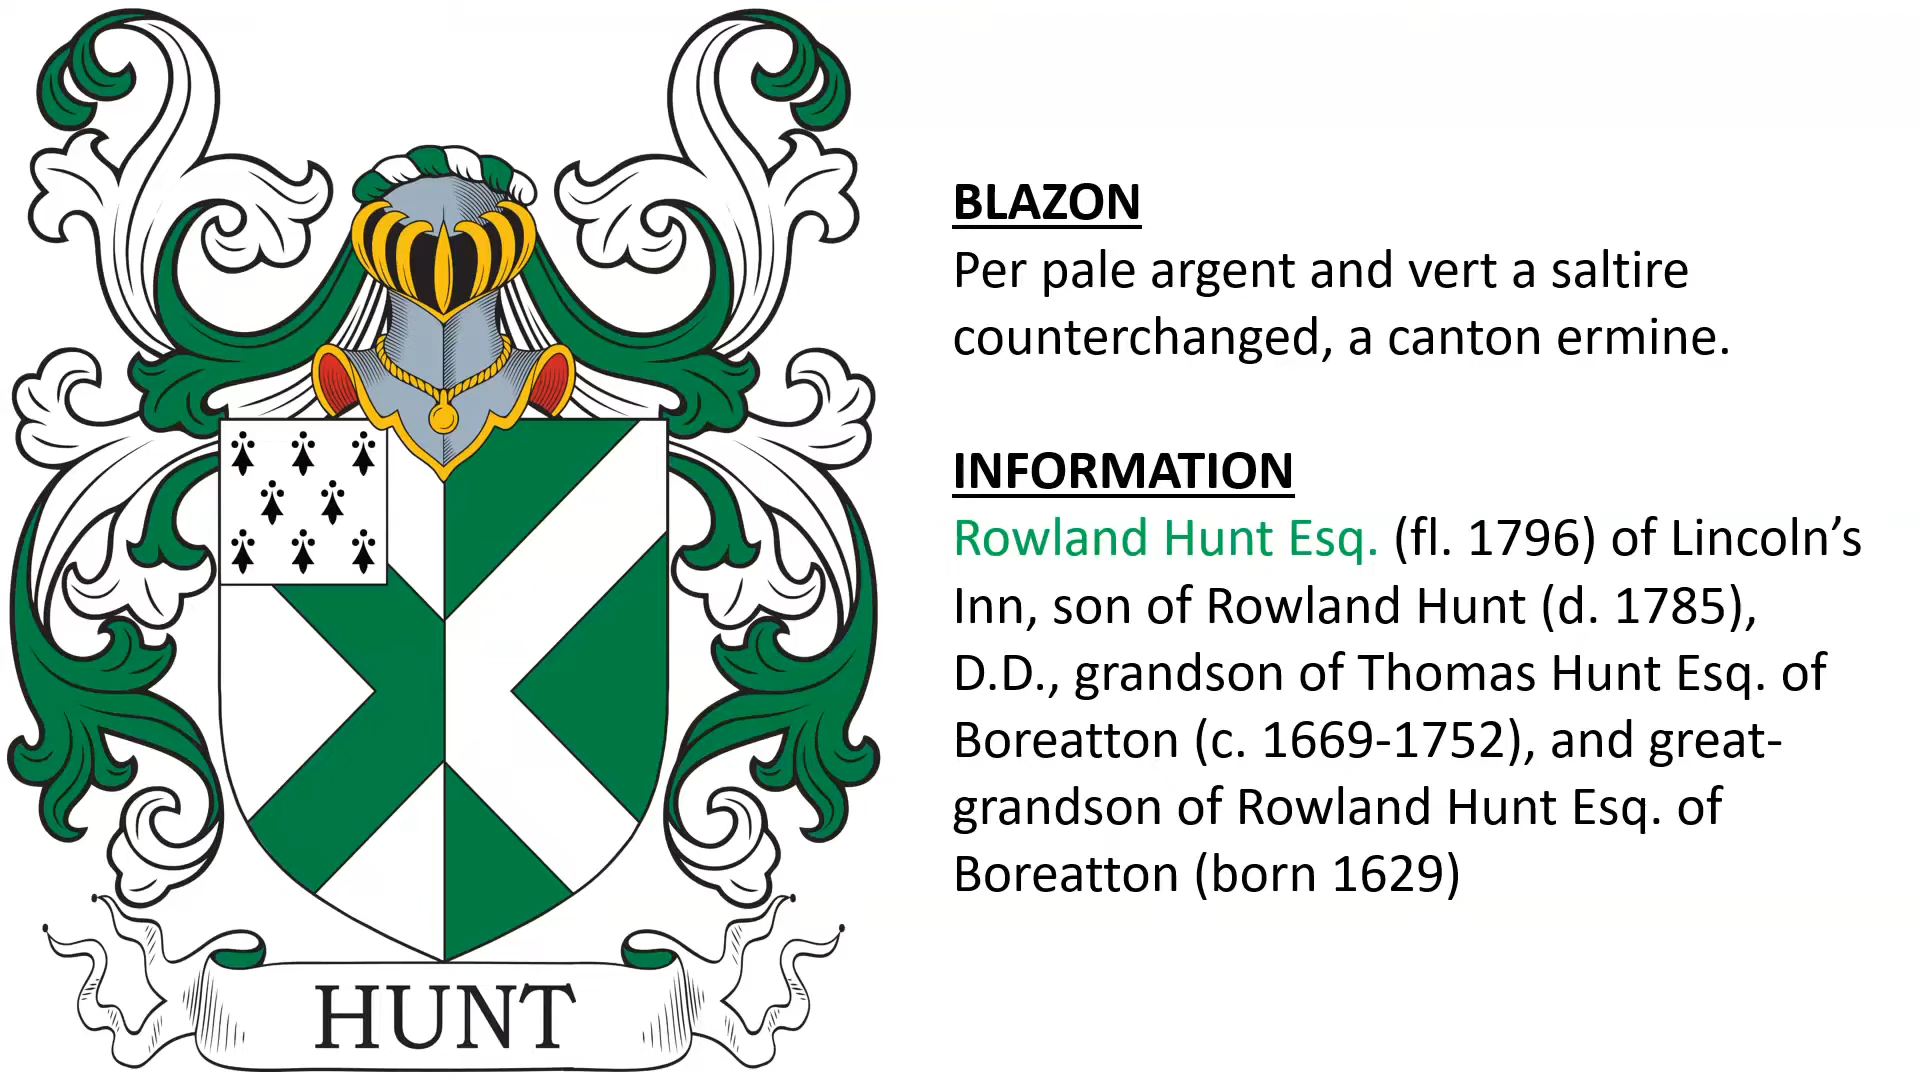 BLAZON
Per pale argent and vert a saltire
counterchanged, a canton ermine.
INFORMATION
Rowland Hunt Esq. (fl. 1796) of Lincoln’s
Inn, son of Rowland Hunt (d. 1785),
D.D., grandson of Thomas Hunt Esq. of
Boreatton (c. 1669-1752), and great-
grandson of Rowland Hunt Esq. of
Boreatton (born 1629)
HUNT